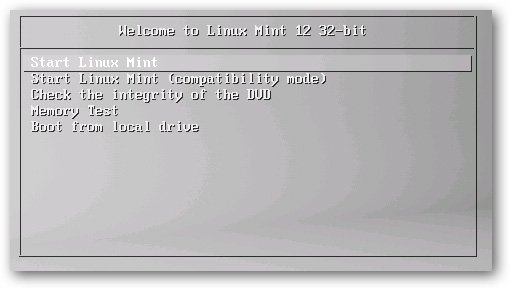 Welcome to Linux Mint 12 32-bit
Start Linux Mint
Start Linux Mint (compatibility mode)
Check the integrity of the DVD
Memory Test
Boot from local drive